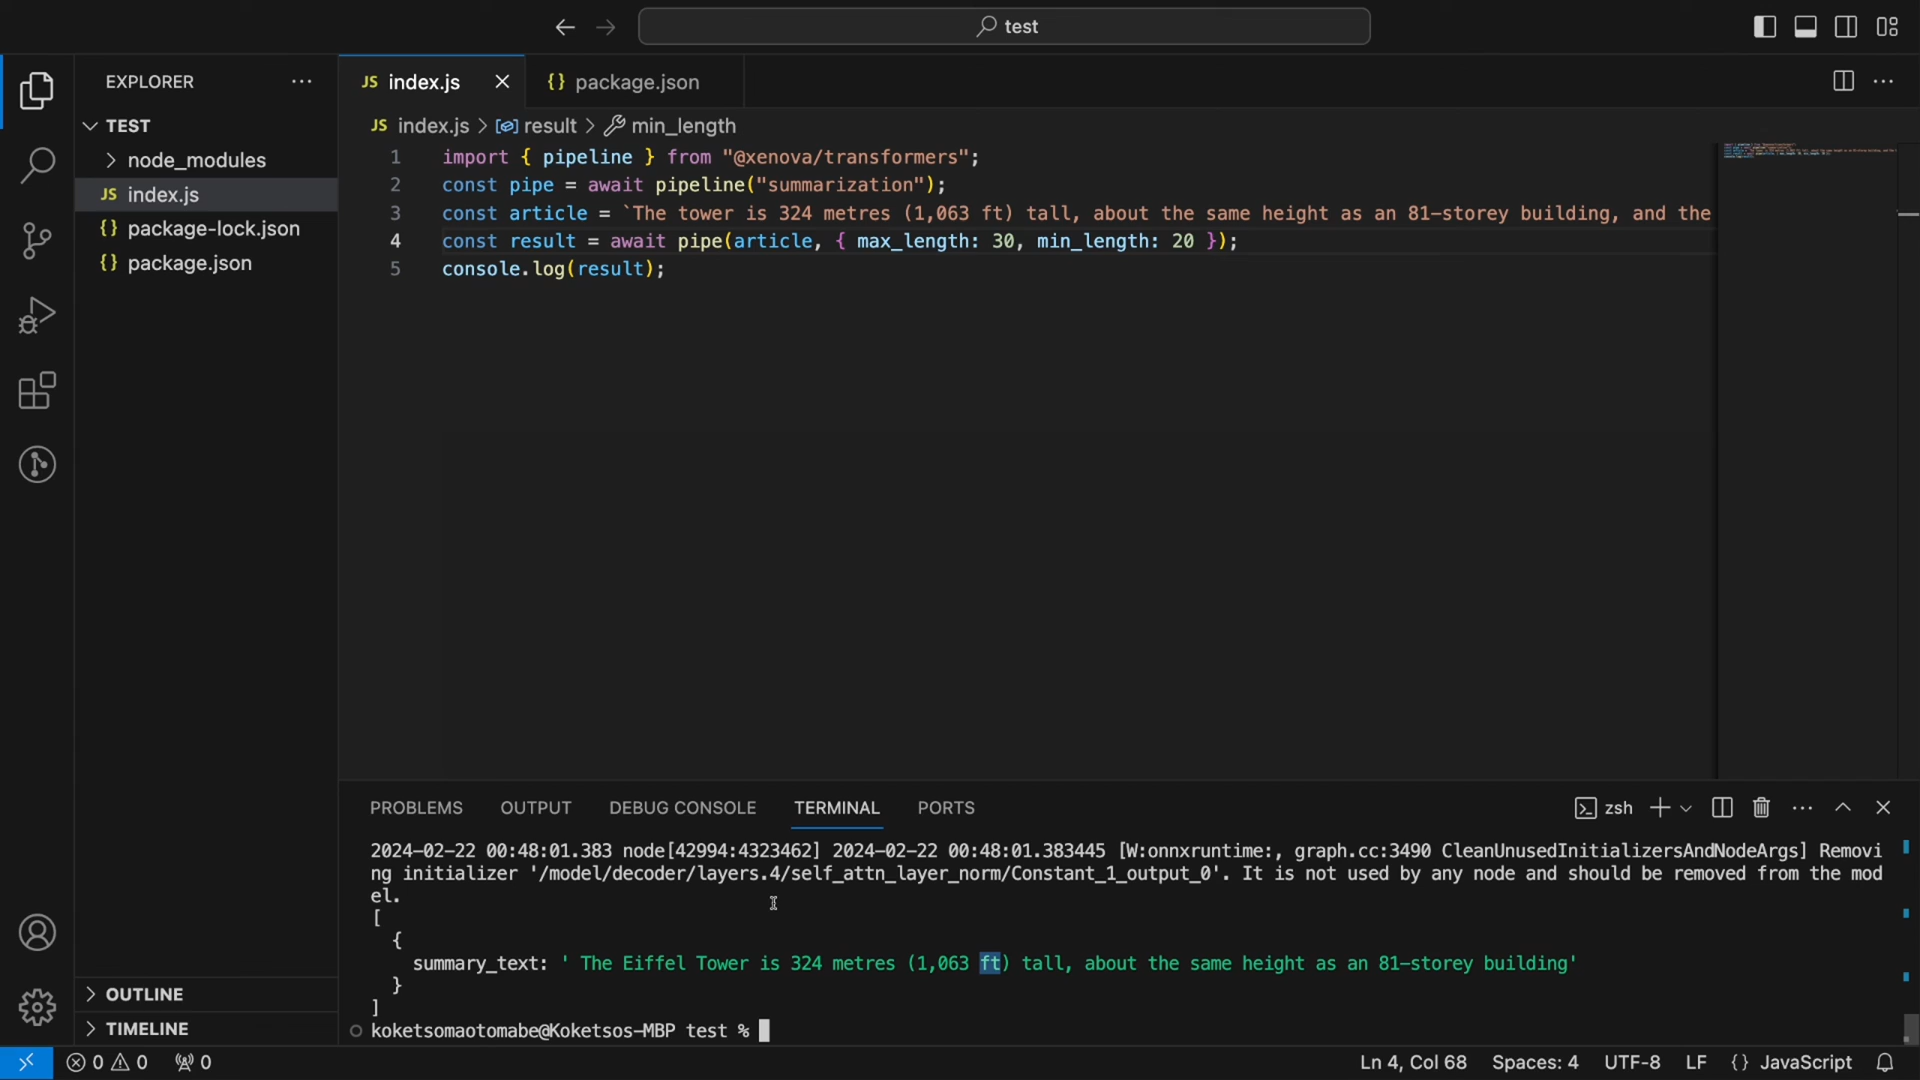 test
EXPLORER
JS index.js
{} package.json
TEST
JS index.js > result > min_length
node_modules
JS index.js
{} package-lock.json
{} package.json
1 import { pipeline } from "@xenova/transformers";
2 const pipe = await pipeline("summarization");
3 const article = `The tower is 324 metres (1,063 ft) tall, about the same height as an 81-storey building, and the
4 const result = await pipe(article, { max_length: 30, min_length: 20 });
5 console.log(result);
PROBLEMS OUTPUT DEBUG CONSOLE TERMINAL PORTS
zsh
2024-02-22 00:48:01.383 node[42994:4323462] 2024-02-22 00:48:01.383445 [W:onnxruntime:, graph.cc:3490 CleanUnusedInitializersAndNodeArgs] Removi
ng initializer '/model/decoder/layers.4/self_attn_layer_norm/Constant_1_output_0'. It is not used by any node and should be removed from the mod
el.
[
{
summary_text: ' The Eiffel Tower is 324 metres (1,063 ft) tall, about the same height as an 81-storey building'
}
]
koketsomaotomabe@Koketsos-MBP test %
OUTLINE
TIMELINE
0 0 0
Ln 4, Col 68 Spaces: 4 UTF-8 LF {} JavaScript